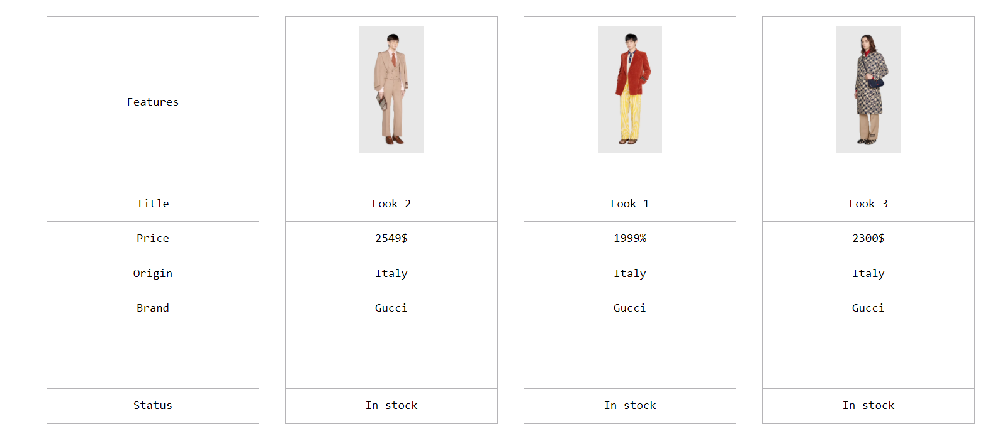 Features
Title Look 2 Look 1 Look 3
Price 2549$ 1999% 2300$
Origin Italy Italy Italy
Brand Gucci Gucci Gucci
Status In stock In stock In stock